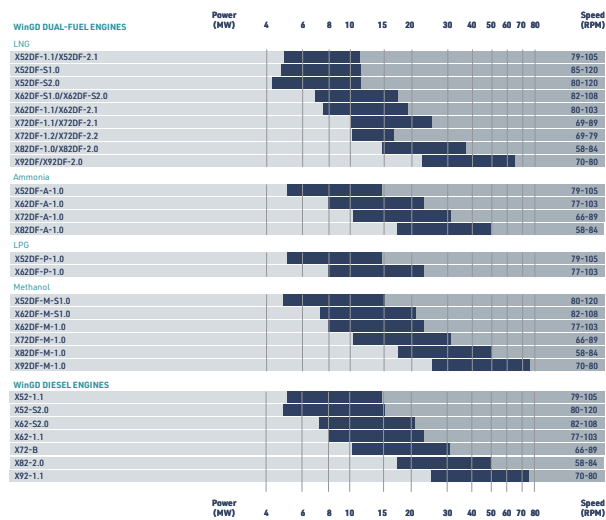 Power Speed
WinGD DUAL-FUEL ENGINES (MW) 4 6 8 10 15 20 30 40 50 60 70 80 (RPM)
LNG
X52DF-1.1/X52DF-2.1 79-105
X52DF-S1.0 85-120
X52DF-S2.0 80-120
X62DF-S1.0/X62DF-S2.0 82-108
X62DF-1.1/X62DF-2.1 80-103
X72DF-1.1/X72DF-2.1 69-89
X72DF-1.2/X72DF-2.2 69-79
X82DF-1.0/X82DF-2.0 58-84
X92DF/X92DF-2.0 70-80
Ammonia
X52DF-A-1.0 79-105
X62DF-A-1.0 77-103
X72DF-A-1.0 66-89
X82DF-A-1.0 58-84
LPG
X52DF-P-1.0 79-105
X62DF-P-1.0 77-103
Methanol
X52DF-M-S1.0 80-120
X62DF-M-S1.0 82-108
X62DF-M-1.0 77-103
X72DF-M-1.0 66-89
X82DF-M-1.0 58-84
X92DF-M-1.0 70-80
WinGD DIESEL ENGINES
X52-1.1 79-105
X52-S2.0 80-120
X62-S2.0 82-108
X62-1.1 77-103
X72-B 66-89
X82-2.0 58-84
X92-1.1 70-80
Power Speed
(MW) 4 6 8 10 15 20 30 40 50 60 70 80 (RPM)